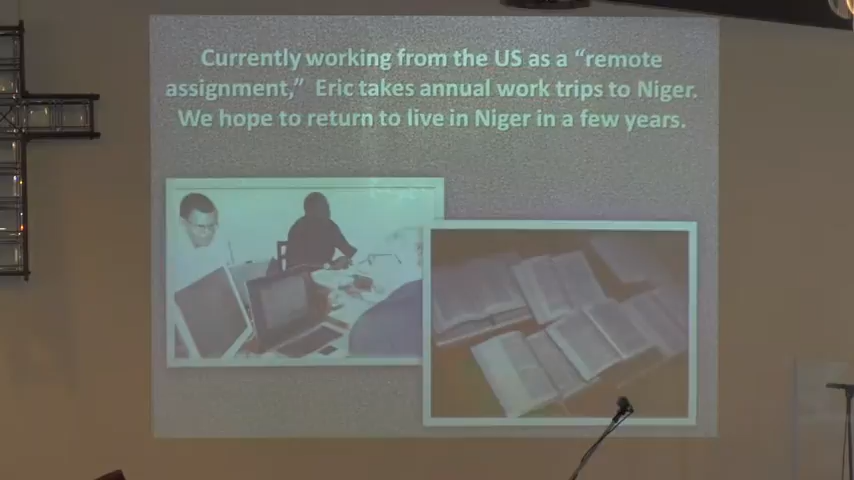 Currently working from the US as a “remote
assignment,” Eric takes annual work trips to Niger.
We hope to return to live in Niger in a few years.